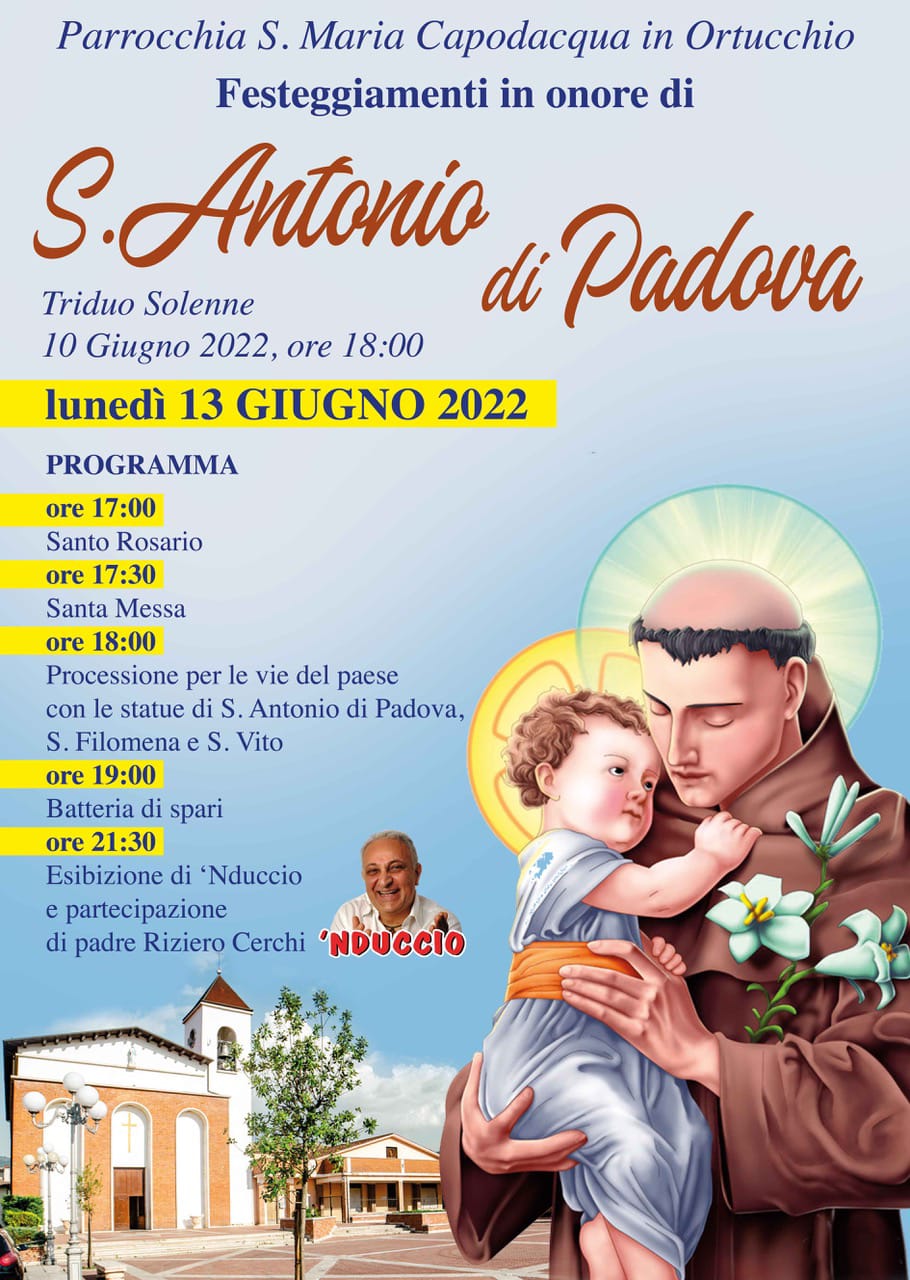 Parrocchia S. Maria Capodacqua in Ortucchio
Festeggiamenti in onore di
S. Antonio
di Padova
Triduo Solenne
10 Giugno 2022, ore 18:00
lunedì 13 GIUGNO 2022
PROGRAMMA
ore 17:00
Santo Rosario
ore 17:30
Santa Messa
ore 18:00
Processione per le vie del paese
con le statue di S. Antonio di Padova,
S. Filomena e S. Vito
ore 19:00
Batteria di spari
ore 21:30
Esibizione di ‘Nduccio
e partecipazione
di padre Riziero Cerchi
'NDUCCIO